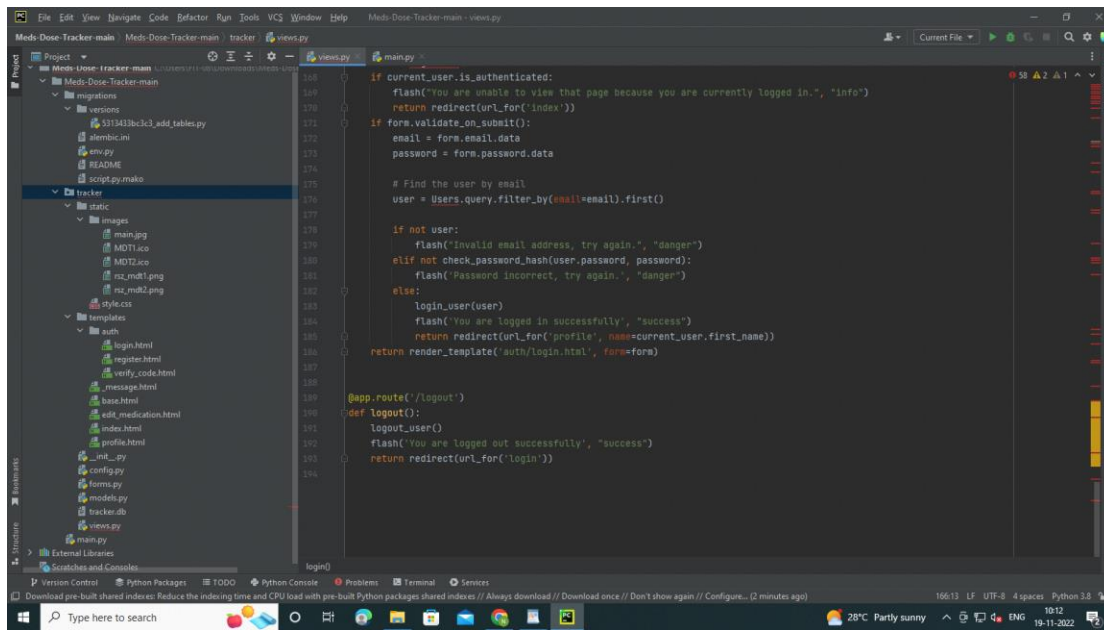 File Edit View Navigate Code Refactor Run Tools VCS Window Help Meds-Dose-Tracker-main - views.py
Meds-Dose-Tracker-main Meds-Dose-Tracker-main tracker views.py Current File
Project views.py main.py
Meds-Dose-Tracker-main
Meds-Dose-Tracker-main
migrations
versions
5313433bc3c3_add_tables.py
alembic.ini
env.py
README
script.py.mako
tracker
static
images
main.jpg
MDT1.ico
MDT2.ico
rsz_mdt1.png
rsz_mdt2.png
style.css
templates
auth
login.html
register.html
verify_code.html
_message.html
base.html
edit_medication.html
index.html
profile.html
__init__.py
config.py
forms.py
models.py
tracker.db
views.py
main.py
External Libraries
Scratches and Consoles
Project
Bookmarks
Structure
58 2 1
168 if current_user.is_authenticated:
169 flash("You are unable to view that page because you are currently logged in.", "info")
170 return redirect(url_for('index'))
171 if form.validate_on_submit():
172 email = form.email.data
173 password = form.password.data
174
175 # Find the user by email
176 user = Users.query.filter_by(email=email).first()
177
178 if not user:
179 flash("Invalid email address, try again.", "danger")
180 elif not check_password_hash(user.password, password):
181 flash('Password incorrect, try again.', "danger")
182 else:
183 login_user(user)
184 flash('You are logged in successfully', "success")
185 return redirect(url_for('profile', name=current_user.first_name))
186 return render_template('auth/login.html', form=form)
187
188
189 @app.route('/logout')
190 def logout():
191 logout_user()
192 flash('You are logged out successfully', "success")
193 return redirect(url_for('login'))
194
login()
Version Control Python Packages TODO Python Console Problems Terminal Services
Download pre-built shared indexes: Reduce the indexing time and CPU load with pre-built Python packages shared indexes // Always download // Download once // Don't show again // Configure... (2 minutes ago) 166:13 LF UTF-8 4 spaces Python 3.8
Type here to search 28°C Partly sunny ENG 10:12
19-11-2022